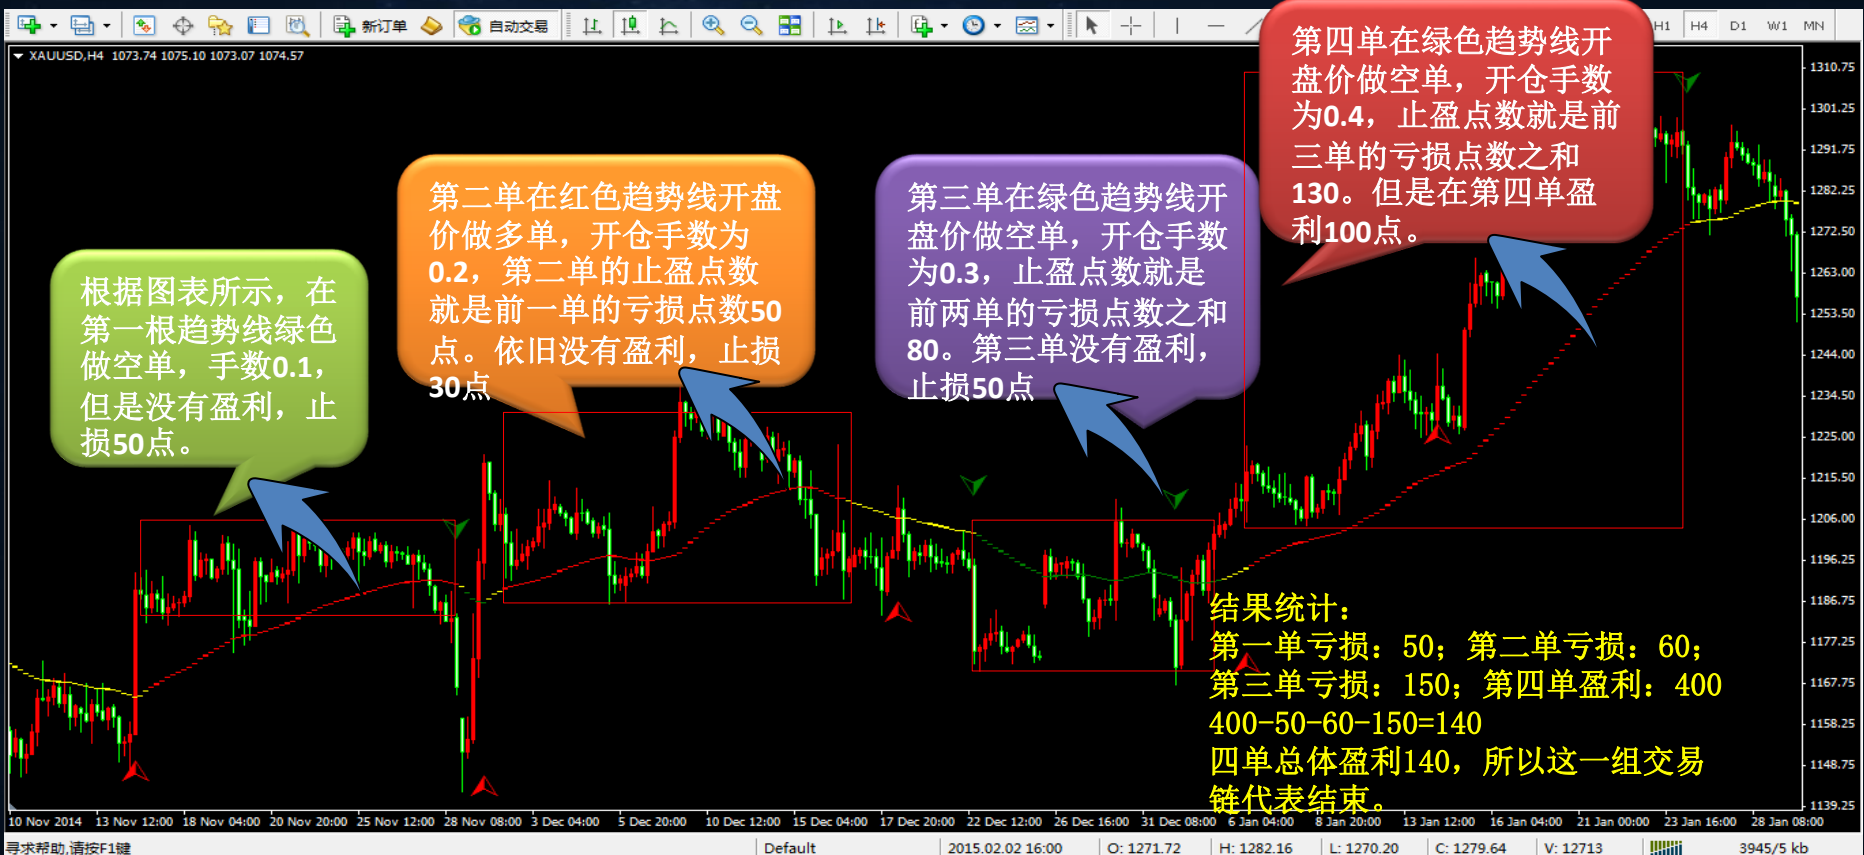 新订单
自动交易
H1 H4 D1 W1 MN
XAUUSD,H4 1073.74 1075.10 1073.07 1074.57
根据图表所示，在
第一根趋势线绿色
做空单，手数0.1，
但是没有盈利，止
损50点。
第二单在红色趋势线开盘
价做多单，开仓手数为
0.2，第二单的止盈点数
就是前一单的亏损点数50
点。依旧没有盈利，止损
30点
第三单在绿色趋势线开
盘价做空单，开仓手数
为0.3，止盈点数就是
前两单的亏损点数之和
80。第三单没有盈利，
止损50点
第四单在绿色趋势线开
盘价做空单，开仓手数
为0.4，止盈点数就是前
三单的亏损点数之和
130。但是在第四单盈
利100点。
结果统计：
第一单亏损：50；第二单亏损：60；
第三单亏损：150；第四单盈利：400
400-50-60-150=140
四单总体盈利140，所以这一组交易
链代表结束。
1310.75
1301.25
1291.75
1282.25
1272.50
1263.00
1253.50
1244.00
1234.50
1225.00
1215.50
1206.00
1196.25
1186.75
1177.25
1167.75
1158.25
1148.75
1139.25
10 Nov 2014 13 Nov 12:00 18 Nov 04:00 20 Nov 20:00 25 Nov 12:00 28 Nov 08:00 3 Dec 04:00 5 Dec 20:00 10 Dec 12:00 15 Dec 04:00 17 Dec 20:00 22 Dec 12:00 26 Dec 16:00 31 Dec 08:00 6 Jan 04:00 8 Jan 20:00 13 Jan 12:00 16 Jan 04:00 21 Jan 00:00 23 Jan 16:00 28 Jan 08:00
寻求帮助,请按F1键 Default 2015.02.02 16:00 O: 1271.72 H: 1282.16 L: 1270.20 C: 1279.64 V: 12713 3945/5 kb